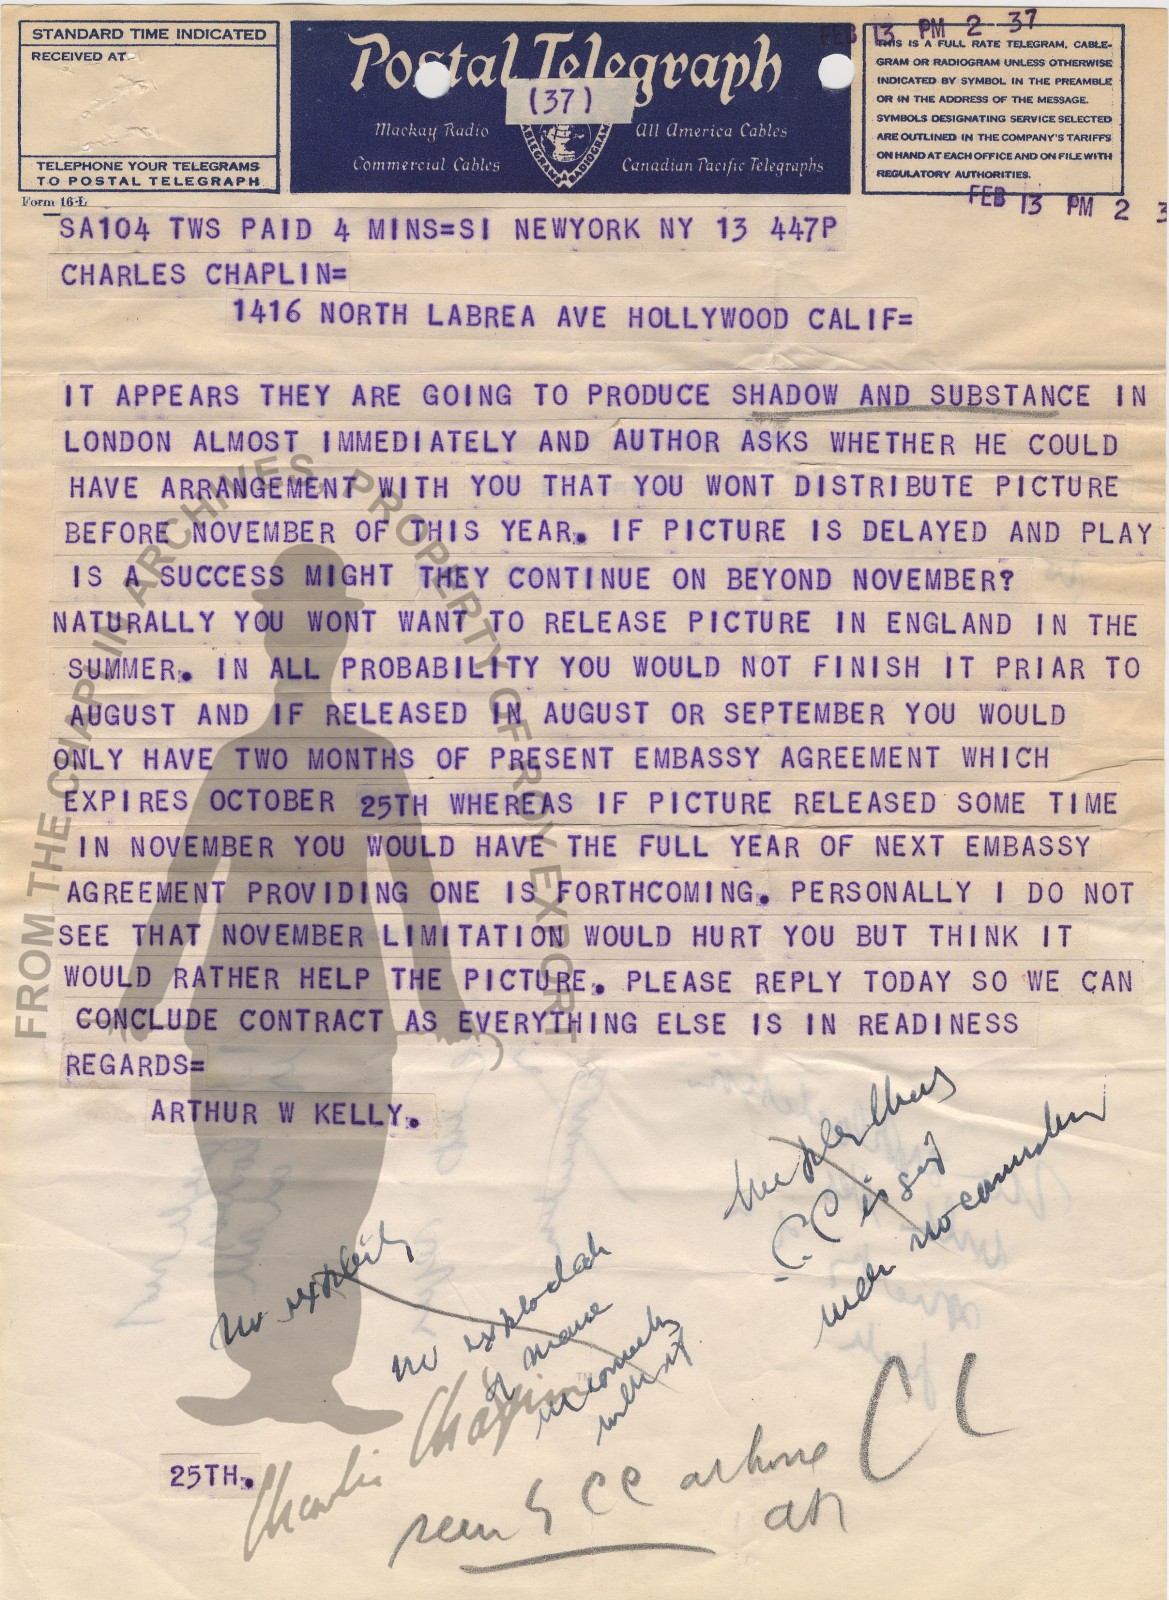 STANDARD TIME INDICATED
RECEIVED AT
TELEPHONE YOUR TELEGRAMS
TO POSTAL TELEGRAPH
Form 16-L
Postal Telegraph
(37)
Mackay Radio
All America Cables
Commercial Cables
Canadian Pacific Telegraphs
FEB 13 PM 2 37
THIS IS A FULL RATE TELEGRAM, CABLE-
GRAM OR RADIOGRAM UNLESS OTHERWISE
INDICATED BY SYMBOL IN THE PREAMBLE
OR IN THE ADDRESS OF THE MESSAGE.
SYMBOLS DESIGNATING SERVICE SELECTED
ARE OUTLINED IN THE COMPANY'S TARIFFS
ON HAND AT EACH OFFICE AND ON FILE WITH
REGULATORY AUTHORITIES.
FEB 13 PM 2 3
SA104 TWS PAID 4 MINS=SI NEWYORK NY 13 447P
CHARLES CHAPLIN=
1416 NORTH LABREA AVE HOLLYWOOD CALIF=
IT APPEARS THEY ARE GOING TO PRODUCE SHADOW AND SUBSTANCE IN
LONDON ALMOST IMMEDIATELY AND AUTHOR ASKS WHETHER HE COULD
HAVE ARRANGEMENT WITH YOU THAT YOU WONT DISTRIBUTE PICTURE
BEFORE NOVEMBER OF THIS YEAR. IF PICTURE IS DELAYED AND PLAY
IS A SUCCESS MIGHT THEY CONTINUE ON BEYOND NOVEMBER?
NATURALLY YOU WONT WANT TO RELEASE PICTURE IN ENGLAND IN THE
SUMMER. IN ALL PROBABILITY YOU WOULD NOT FINISH IT PRIAR TO
AUGUST AND IF RELEASED IN AUGUST OR SEPTEMBER YOU WOULD
ONLY HAVE TWO MONTHS OF PRESENT EMBASSY AGREEMENT WHICH
EXPIRES OCTOBER 25TH WHEREAS IF PICTURE RELEASED SOME TIME
IN NOVEMBER YOU WOULD HAVE THE FULL YEAR OF NEXT EMBASSY
AGREEMENT PROVIDING ONE IS FORTHCOMING. PERSONALLY I DO NOT
SEE THAT NOVEMBER LIMITATION WOULD HURT YOU BUT THINK IT
WOULD RATHER HELP THE PICTURE. PLEASE REPLY TODAY SO WE CAN
CONCLUDE CONTRACT AS EVERYTHING ELSE IS IN READINESS
REGARDS=
ARTHUR W KELLY.
FROM THE CHAPLIN ARCHIVES, PROPERTY OF ROY EXPORT
CC is
no
no
of
25TH.
Charlie Chaplin™
seen by CC at home
CC